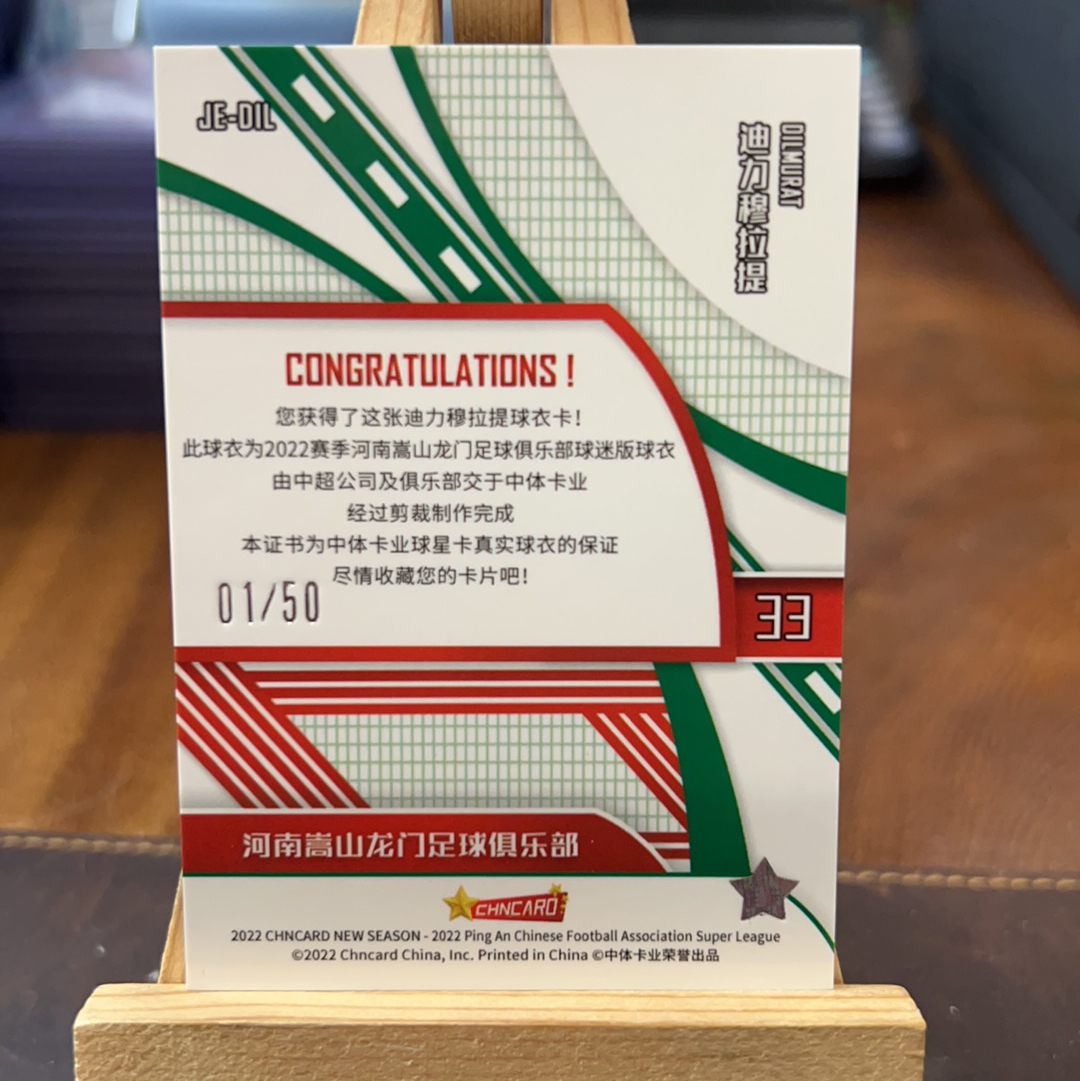 JE-DIL
DILMURAT
迪力穆拉提
CONGRATULATIONS !
您获得了这张迪力穆拉提球衣卡!
此球衣为2022赛季河南嵩山龙门足球俱乐部球迷版球衣
由中超公司及俱乐部交于中体卡业
经过剪裁制作完成
本证书为中体卡业球星卡真实球衣的保证
尽情收藏您的卡片吧!
01/50
33
河南嵩山龙门足球俱乐部
CHNCARD
2022 CHNCARD NEW SEASON - 2022 Ping An Chinese Football Association Super League
©2022 Chncard China, Inc. Printed in China ©中体卡业荣誉出品